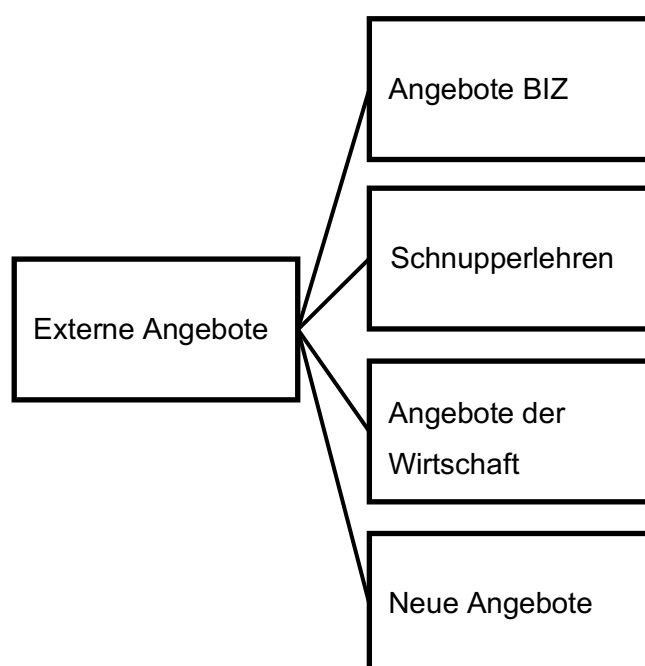 Angebote BIZ
Schnupperlehren
Externe Angebote
Angebote der
Wirtschaft
Neue Angebote